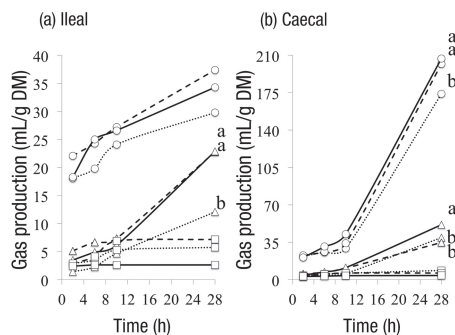 (a) Ileal
(b) Caecal
Gas production (mL/g DM)
40
35
30
25
20
15
10
5
0
0 4 8 12 16 20 24 28
Time (h)
a
a
b
Gas production (mL/g DM)
210
175
140
105
70
35
0
0 4 8 12 16 20 24 28
Time (h)
a
a
b
a
b
b